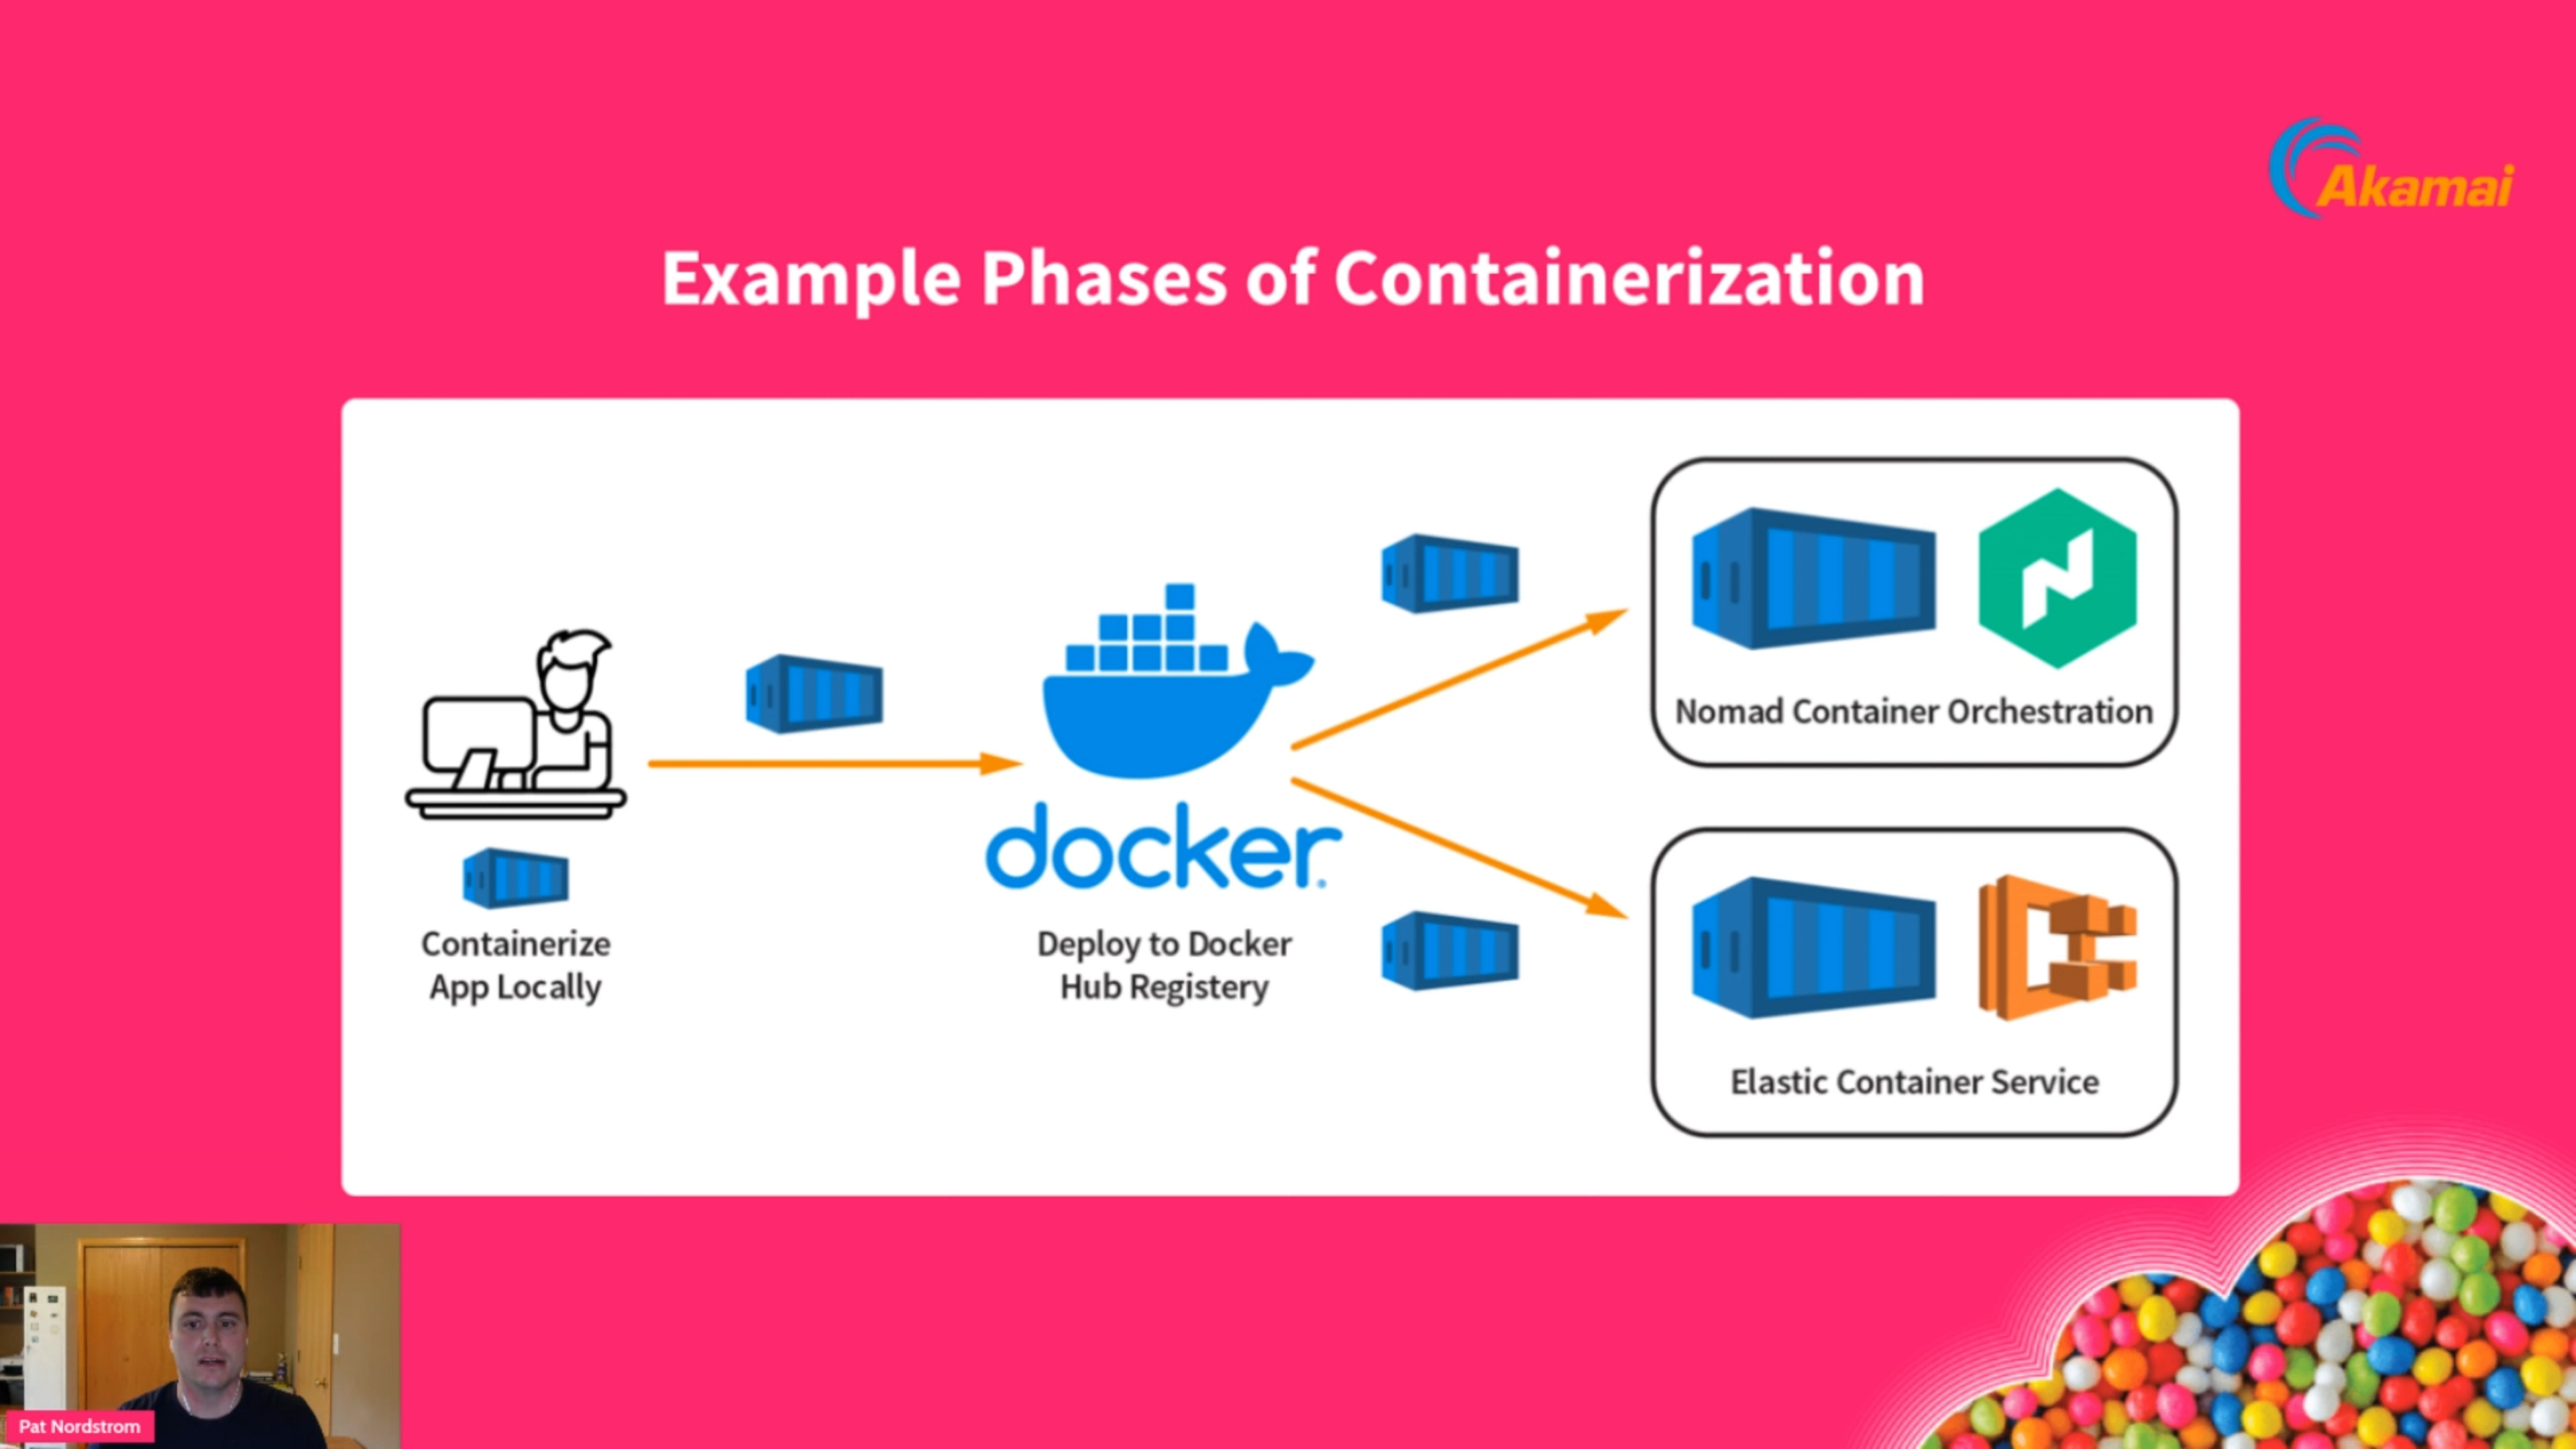 Akamai
Example Phases of Containerization
Containerize
App Locally
docker
Deploy to Docker
Hub Registery
Nomad Container Orchestration
Elastic Container Service
Pat Nordstrom